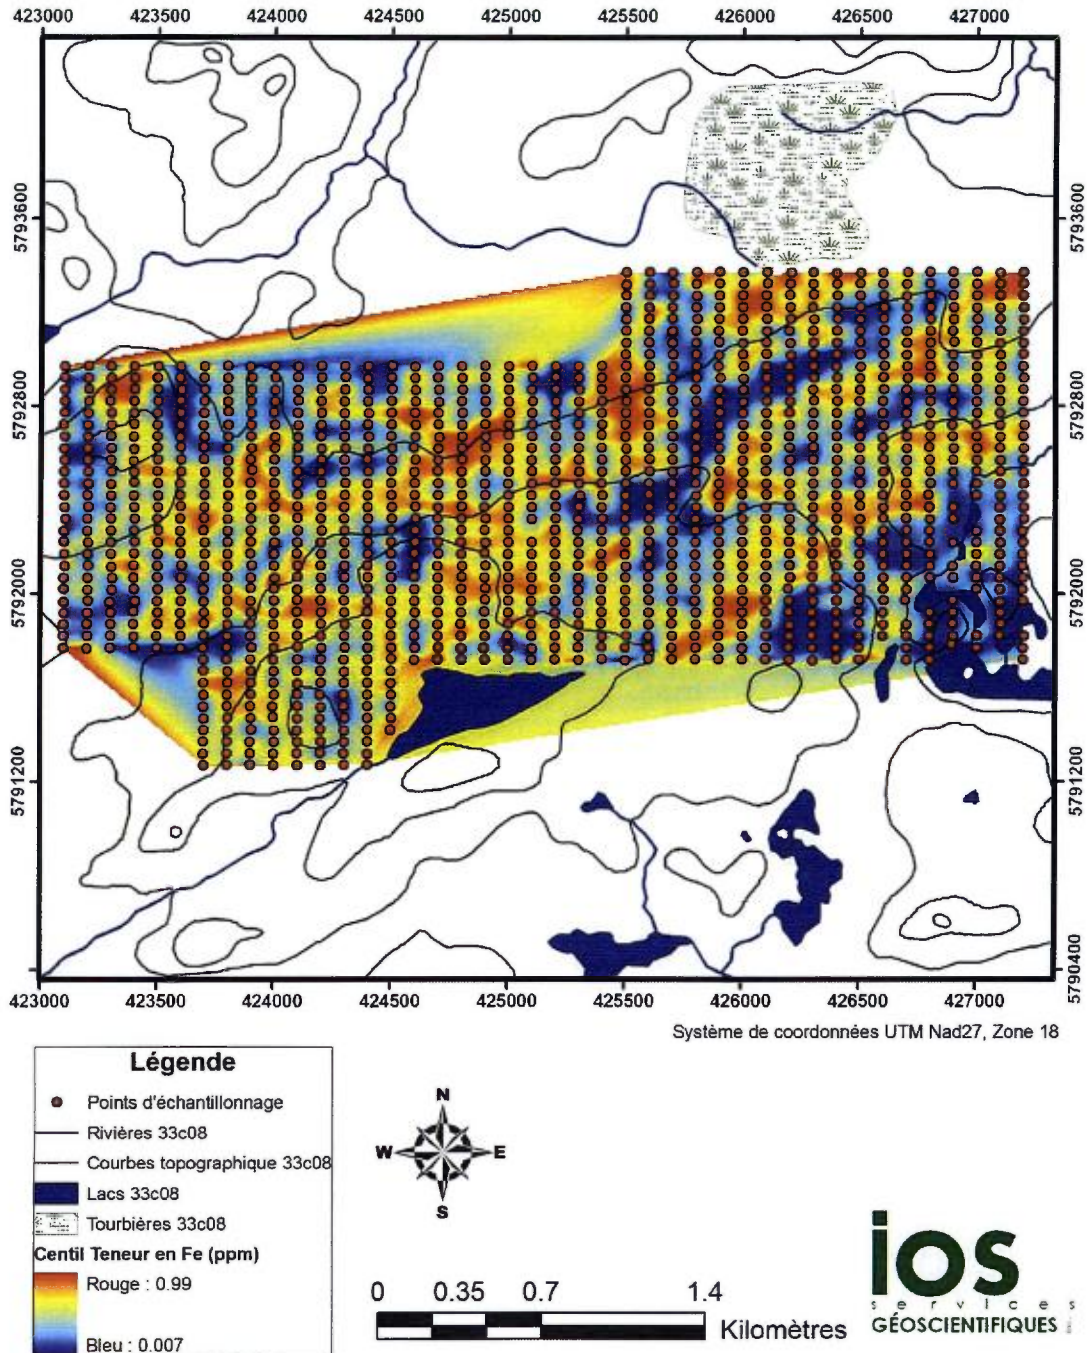 423000 423500 424000 424500 425000 425500 426000 426500 427000
5793600
5792800
5792000
5791200
5793600
5792800
5792000
5791200
5790400
423000 423500 424000 424500 425000 425500 426000 426500 427000
Système de coordonnées UTM Nad27, Zone 18
Légende
Points d'échantillonnage
Rivières 33c08
Courbes topographique 33c08
Lacs 33c08
Tourbières 33c08
Centil Teneur en Fe (ppm)
Rouge : 0.99
Bleu : 0.007
N
W E
S
0 0.35 0.7 1.4
Kilomètres
ios
services
GÉOSCIENTIFIQUES